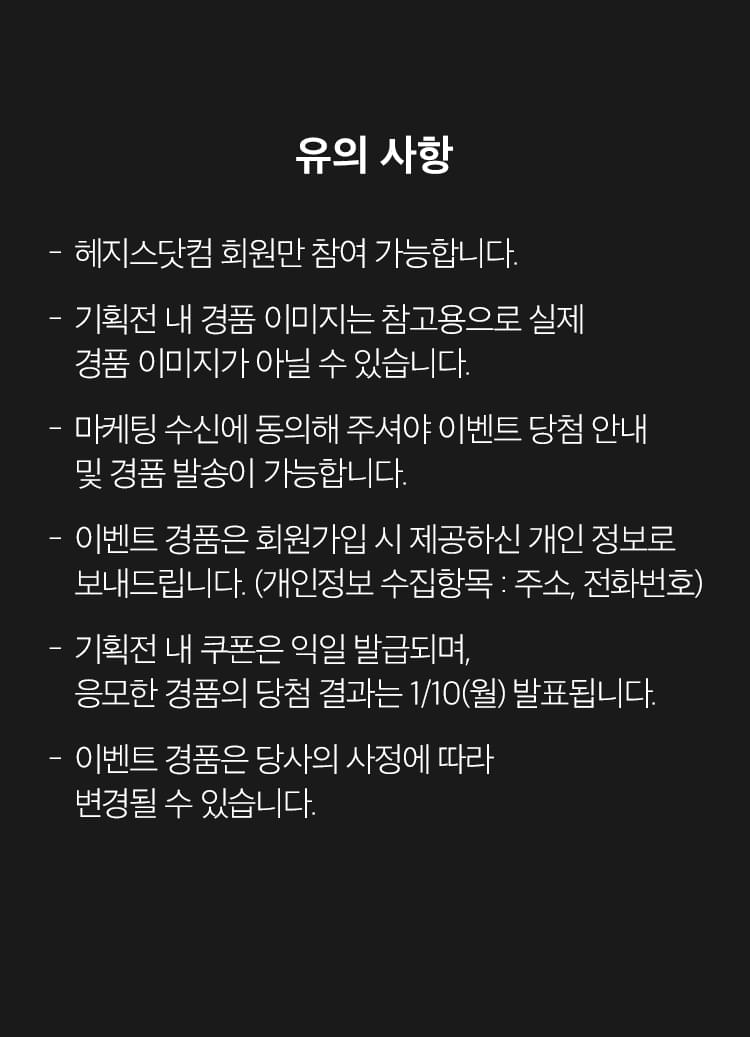 유의 사항
- 헤지스닷컴 회원만 참여 가능합니다.
- 기획전 내 경품 이미지는 참고용으로 실제
경품 이미지가 아닐 수 있습니다.
- 마케팅 수신에 동의해 주셔야 이벤트 당첨 안내
및 경품 발송이 가능합니다.
- 이벤트 경품은 회원가입 시 제공하신 개인 정보로
보내드립니다. (개인정보 수집항목 : 주소, 전화번호)
- 기획전 내 쿠폰은 익일 발급되며,
응모한 경품의 당첨 결과는 1/10(월) 발표됩니다.
- 이벤트 경품은 당사의 사정에 따라
변경될 수 있습니다.